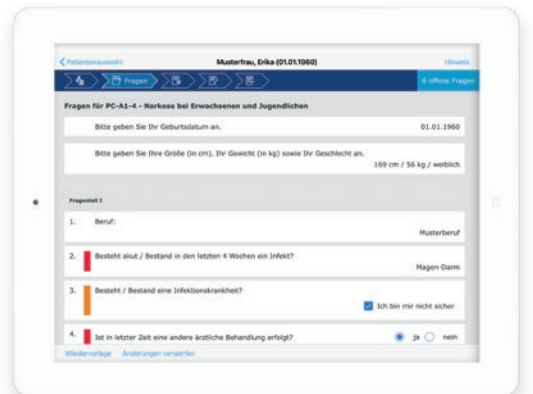 Patientenauswahl
Musterfrau, Erika (01.01.1960)
Hinweis
Fragen
6 offene Fragen
Fragen für PC-A1-4 - Narkose bei Erwachsenen und Jugendlichen
Bitte geben Sie Ihr Geburtsdatum an.
01.01.1960
Bitte geben Sie Ihre Größe (in cm), Ihr Gewicht (in kg) sowie Ihr Geschlecht an.
169 cm / 56 kg / weiblich
Fragenteil I
1. Beruf:
Musterberuf
2. Besteht akut / Bestand in den letzten 4 Wochen ein Infekt?
Magen-Darm
3. Besteht / Bestand eine Infektionskrankheit?
Ich bin mir nicht sicher
4. Ist in letzter Zeit eine andere ärztliche Behandlung erfolgt?
ja nein
Wiedervorlage Änderungen verwerfen